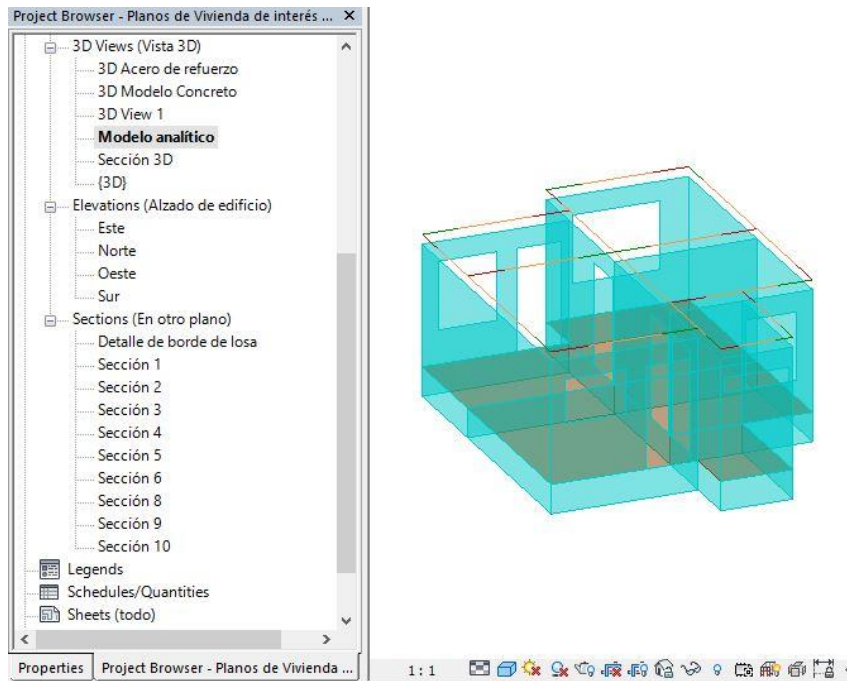 Project Browser - Planos de Vivienda de interés ...
3D Views (Vista 3D)
3D Acero de refuerzo
3D Modelo Concreto
3D View 1
Modelo analítico
Sección 3D
{3D}
Elevations (Alzado de edificio)
Este
Norte
Oeste
Sur
Sections (En otro plano)
Detalle de borde de losa
Sección 1
Sección 2
Sección 3
Sección 4
Sección 5
Sección 6
Sección 8
Sección 9
Sección 10
Legends
Schedules/Quantities
Sheets (todo)
Properties
Project Browser - Planos de Vivienda ...
1 : 1